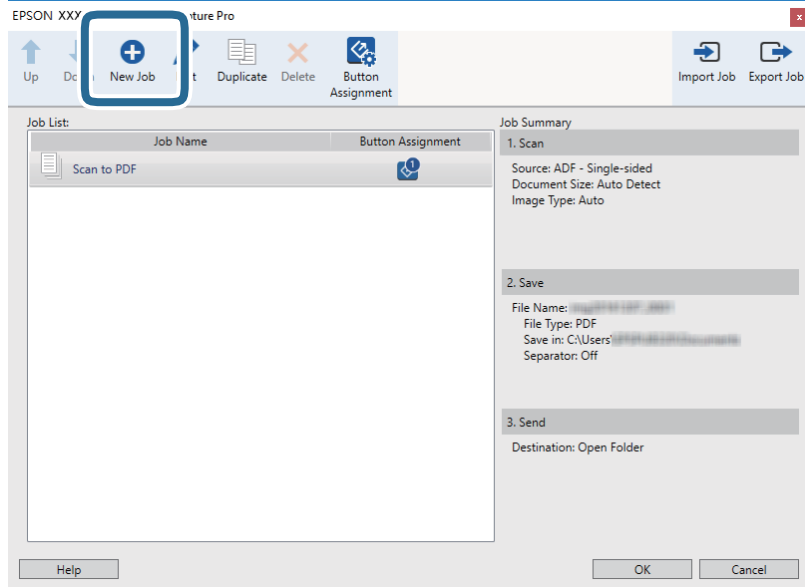 EPSON XXX ture Pro
Up
New Job
Duplicate
Delete
Button
Assignment
Import Job
Export Job
Job List:
Job Name
Button Assignment
Scan to PDF
1
Job Summary
1. Scan
Source: ADF - Single-sided
Document Size: Auto Detect
Image Type: Auto
2. Save
File Name:
File Type: PDF
Save in: C:\Users\
Separator: Off
3. Send
Destination: Open Folder
Help
OK
Cancel